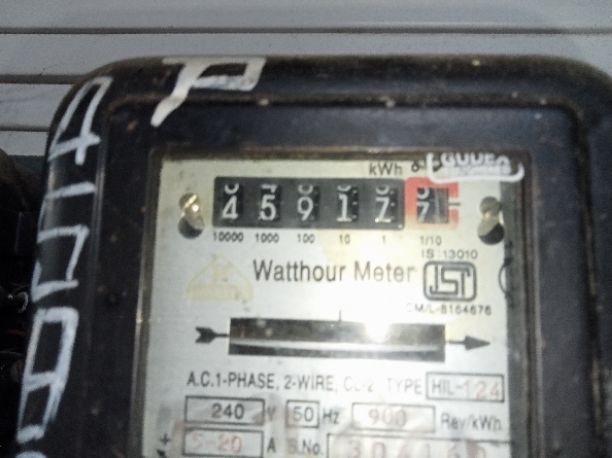 kWh
4 5 9 1 7 7
10000 1000 100 10 1 1/10
IS:13010
Watthour Meter
ISI
CM/L-8164676
A.C.1-PHASE, 2-WIRE, CL-2 TYPE HIL-124
240 V 50 Hz 900 Rev/kWh
5-20 A S.No.